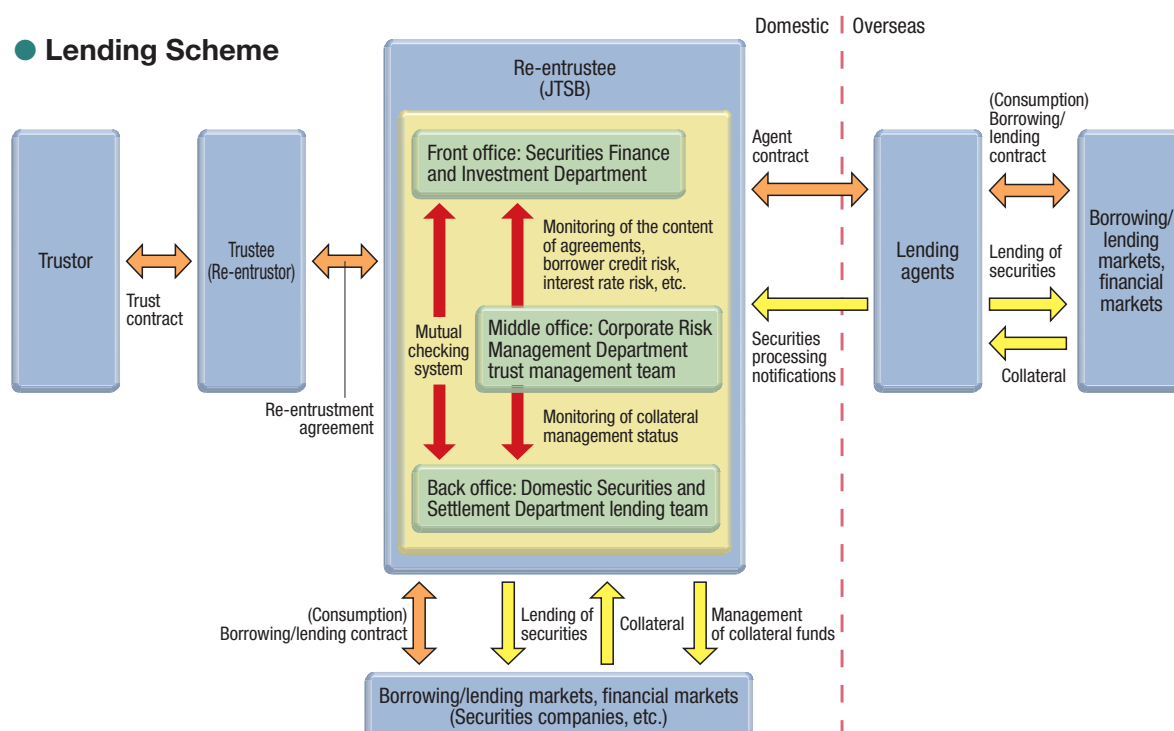 Lending Scheme
Domestic
Overseas
Re-entrustee
(JTSB)
Trustor
Trust
contract
Trustee
(Re-entrustor)
Re-entrustment
agreement
Front office: Securities Finance
and Investment Department
Monitoring of the content
of agreements,
borrower credit risk,
interest rate risk, etc.
Mutual
checking
system
Middle office: Corporate Risk
Management Department
trust management team
Monitoring of collateral
management status
Back office: Domestic Securities and
Settlement Department lending team
Agent
contract
Securities
processing
notifications
Lending
agents
(Consumption)
Borrowing/
lending
contract
Lending
of securities
Collateral
Borrowing/
lending
markets,
financial
markets
(Consumption)
Borrowing/lending contract
Lending of
securities
Collateral
Management
of collateral funds
Borrowing/lending markets, financial markets
(Securities companies, etc.)